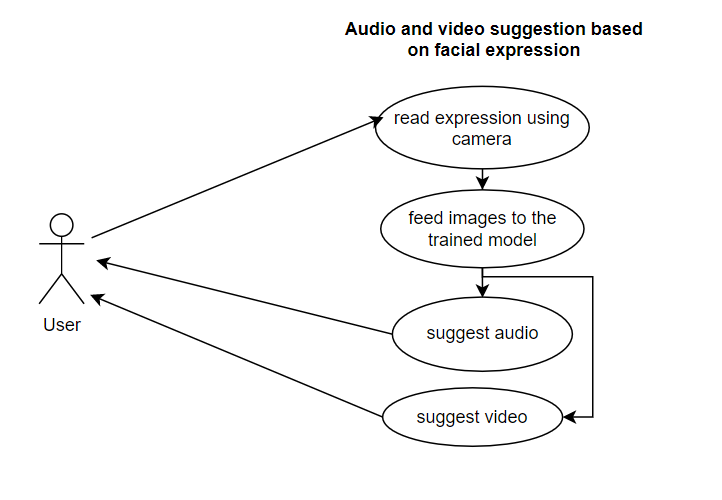 Audio and video suggestion based
on facial expression
read expression using
camera
feed images to the
trained model
User
suggest audio
suggest video